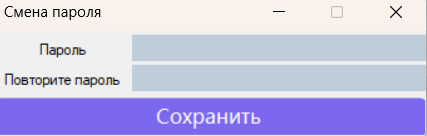 Смена пароля
Пароль
Повторите пароль
Сохранить